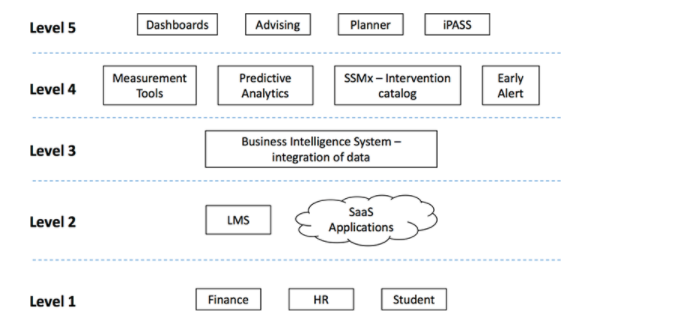 Level 5
Dashboards
Advising
Planner
iPASS
Level 4
Measurement
Tools
Predictive
Analytics
SSMx – Intervention
catalog
Early
Alert
Level 3
Business Intelligence System –
integration of data
Level 2
LMS
SaaS
Applications
Level 1
Finance
HR
Student